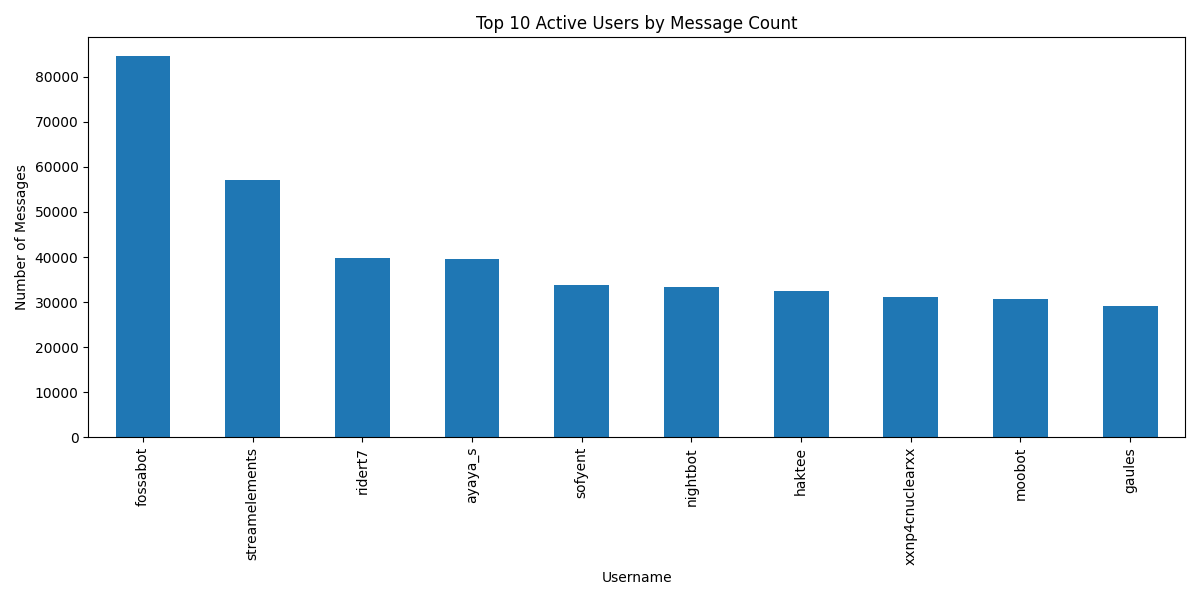 Top 10 Active Users by Message Count
Number of Messages
80000
70000
60000
50000
40000
30000
20000
10000
0
fossabot
streamelements
ridert7
ayaya_s
sofyent
nightbot
haktee
xxnp4cnuclearxx
moobot
gaules
Username